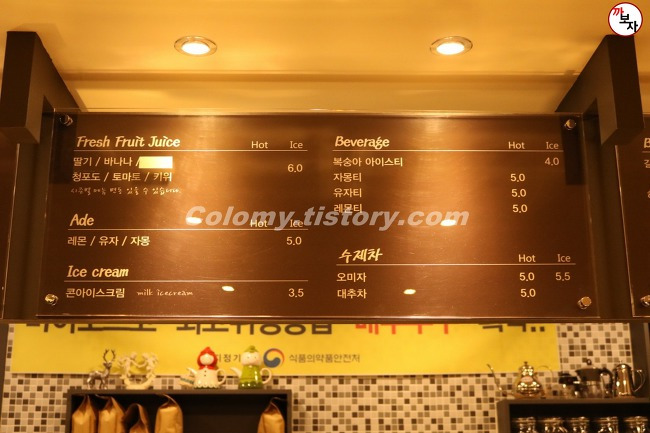 까
보자
Fresh Fruit Juice Hot Ice
딸기 / 바나나 /
청포도 / 토마토 / 키위 6,0
Ade Hot Ice
레몬 / 유자 / 자몽 5,0
Ice cream
콘아이스크림 milk icecream 3,5
Beverage Hot Ice
복숭아 아이스티 4,0
자몽티 5,0
유자티 5,0
레몬티 5,0
수제차 Hot Ice
오미자 5,0 5,5
대추차 5,0
Colomy.tistory.com
식품의약품안전처